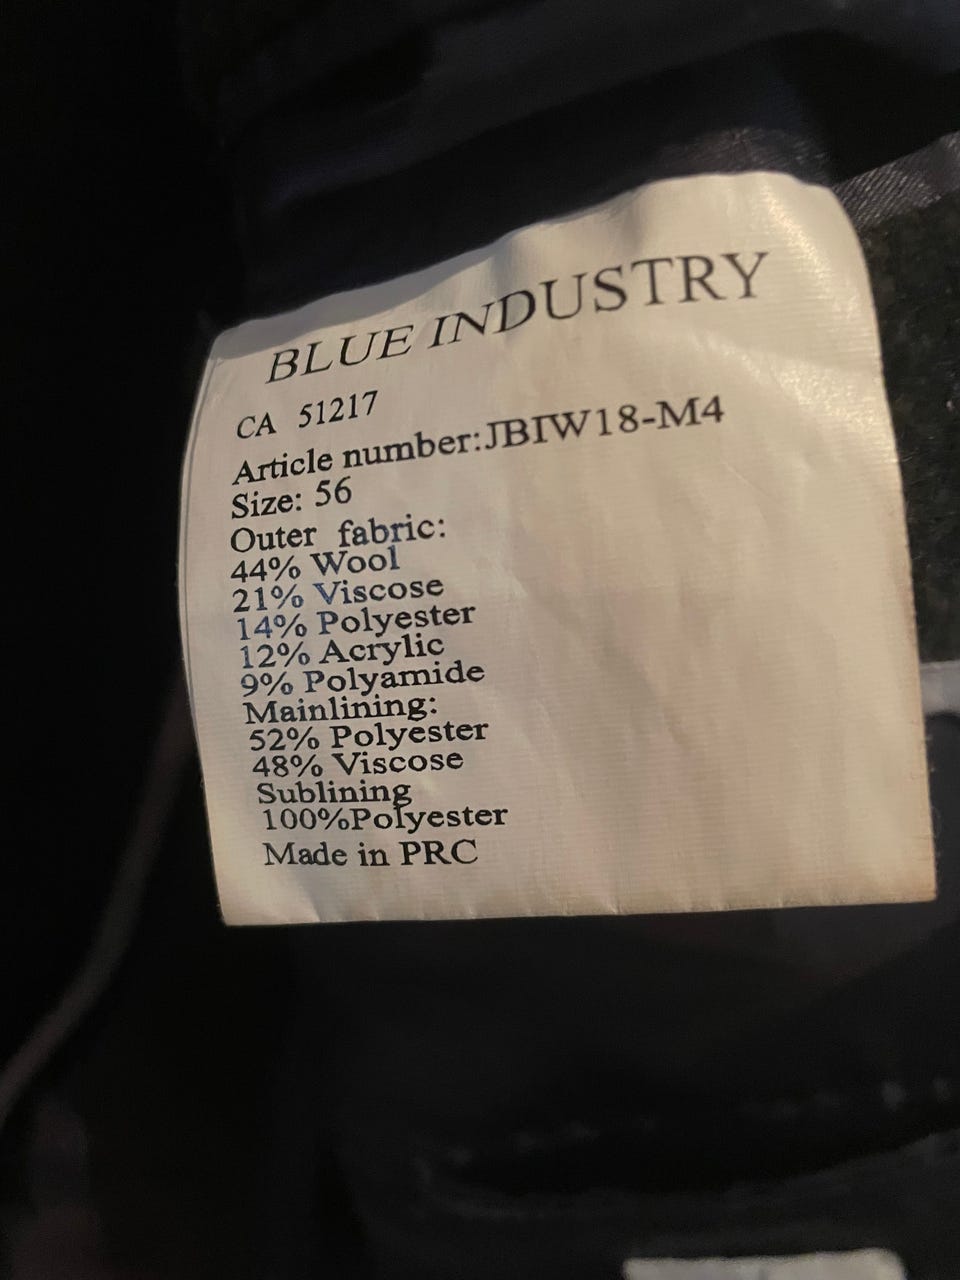 BLUE INDUSTRY
CA 51217
Article number:JBIW18-M4
Size: 56
Outer fabric:
44% Wool
21% Viscose
14% Polyester
12% Acrylic
9% Polyamide
Mainlining:
52% Polyester
48% Viscose
Sublining
100%Polyester
Made in PRC